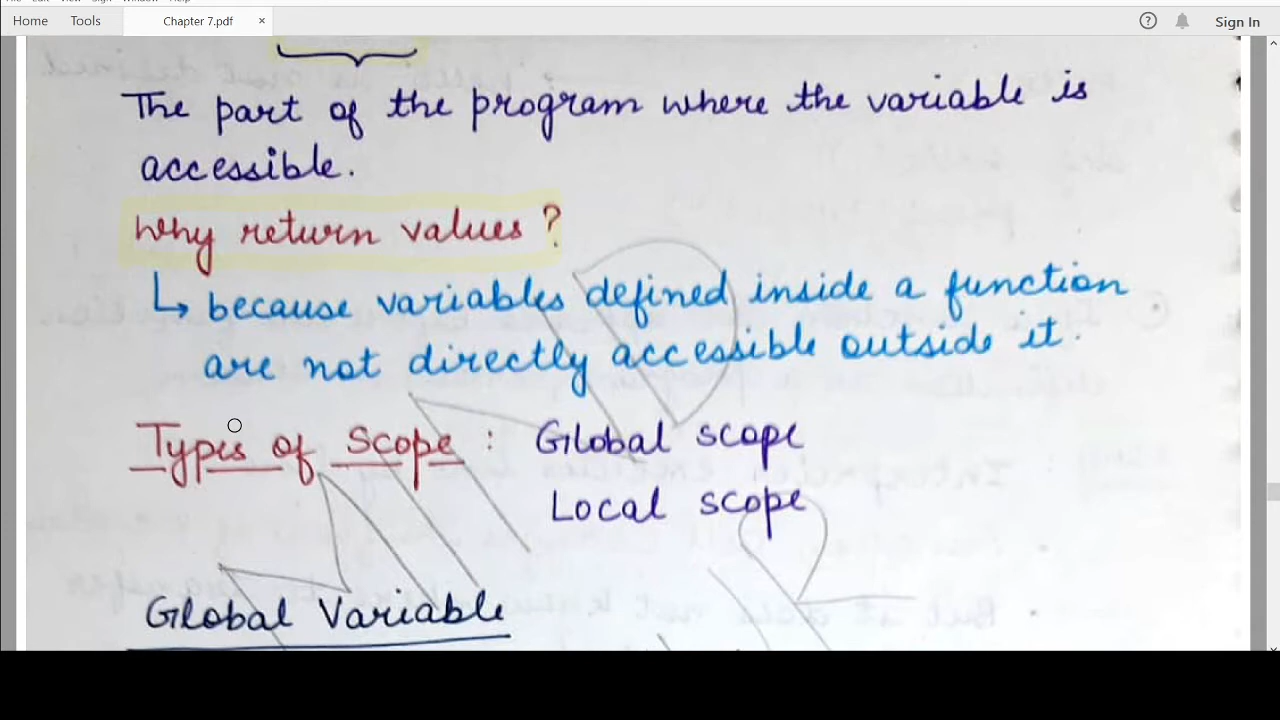 Home Tools Chapter 7.pdf × ? Sign In
The part of the program where the variable is
accessible.
Why return values ?
↳ because variables defined inside a function
are not directly accessible outside it.
Types of Scope : Global scope
Local scope
Global Variable